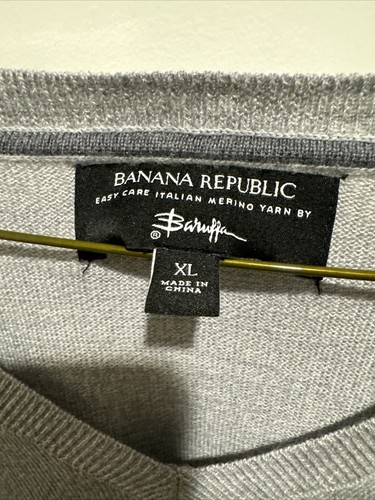 BANANA REPUBLIC
EASY CARE ITALIAN MERINO YARN BY
Baruffa
®
XL
MADE IN
CHINA